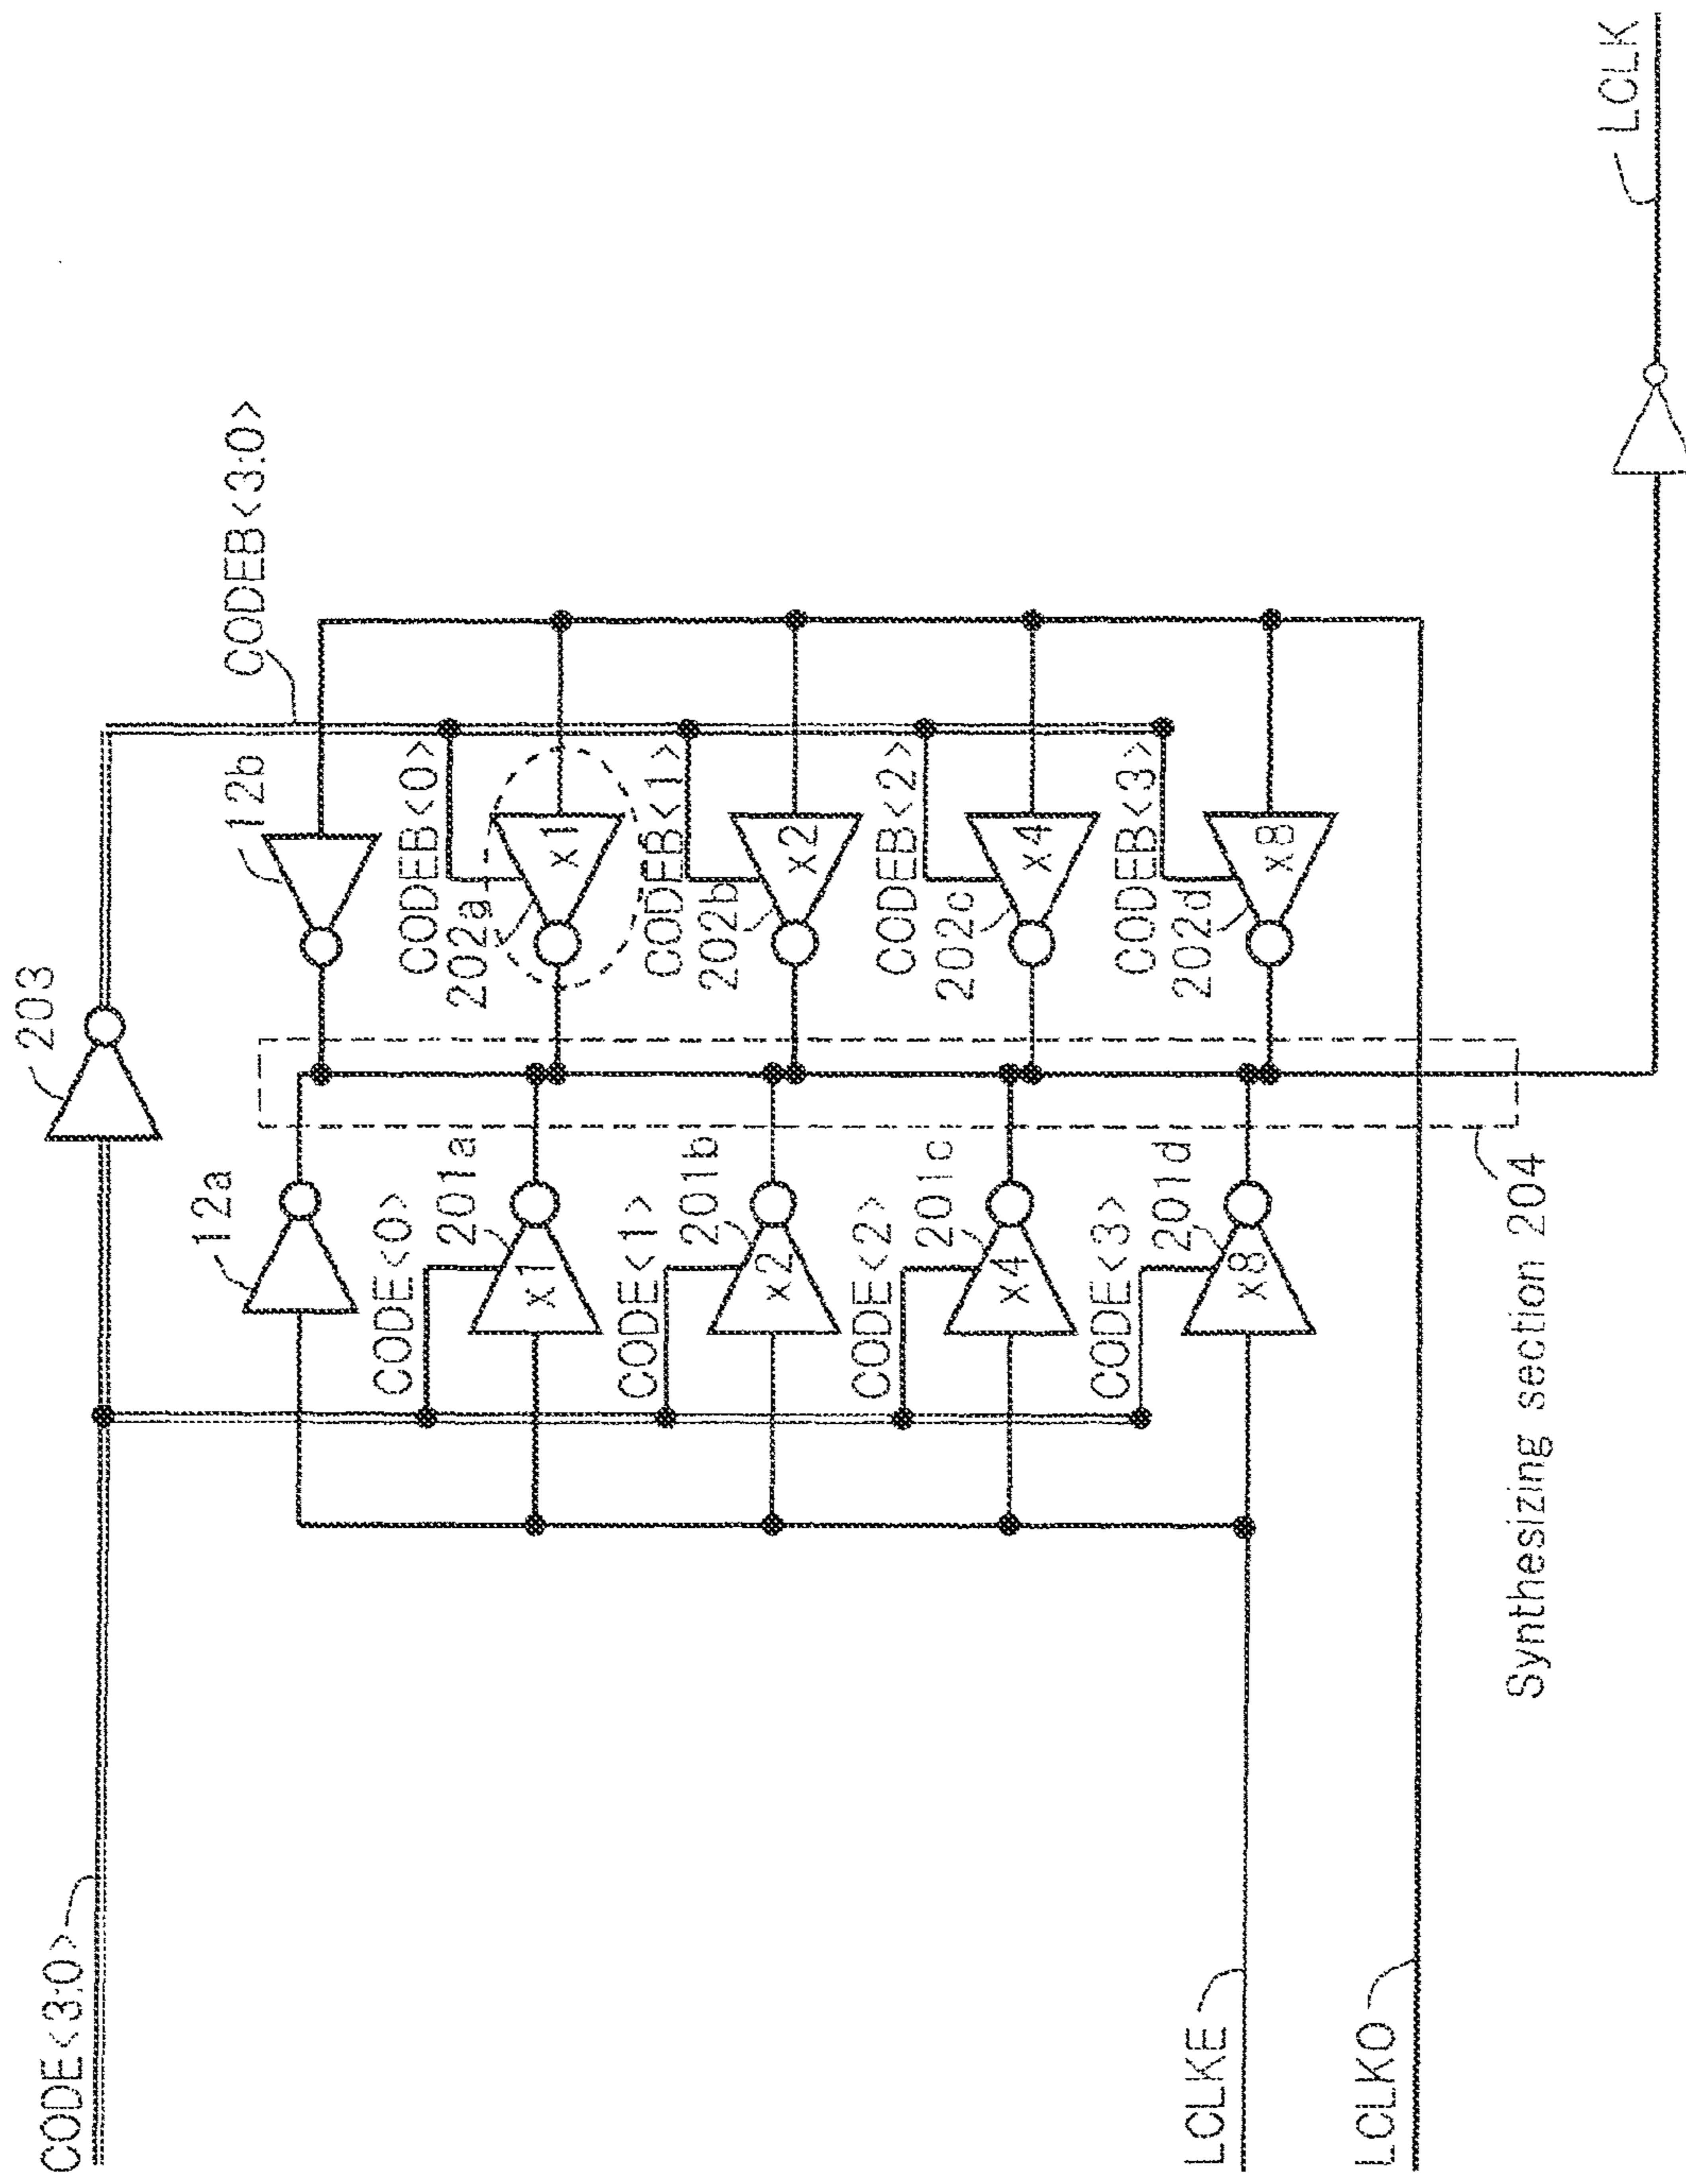 CODE<3:0>
203
CODEB<3:0>
12a
12b
CODE<0>
201a
x1
CODEB<0>
202a
x1
CODE<1>
201b
x2
CODEB<1>
202b
x2
CODE<2>
201c
x4
CODEB<2>
202c
x4
CODE<3>
201d
x8
CODEB<3>
202d
x8
LCLKE
LCLKO
Synthesizing section 204
LCLK